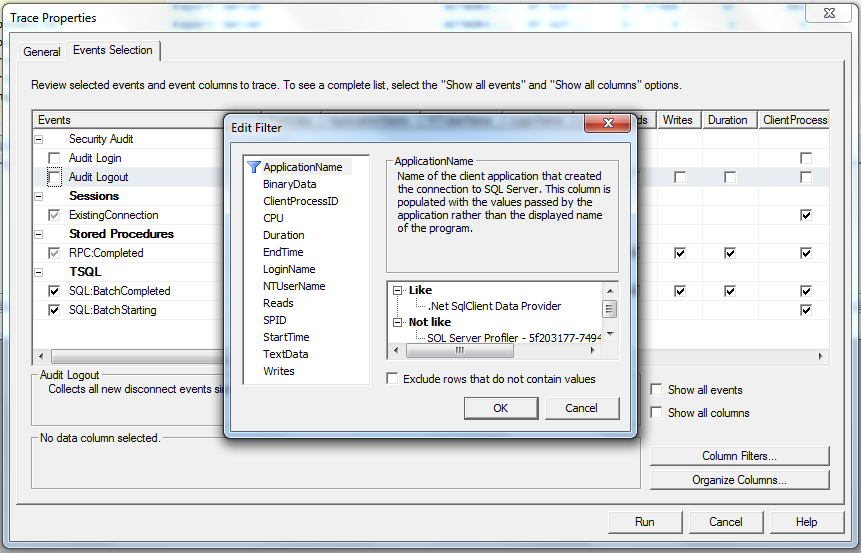 Trace Properties
General
Events Selection
Review selected events and event columns to trace. To see a complete list, select the "Show all events" and "Show all columns" options.
Events
Writes
Duration
ClientProcessI
Security Audit
Audit Login
Audit Logout
Sessions
ExistingConnection
Stored Procedures
RPC:Completed
TSQL
SQL:BatchCompleted
SQL:BatchStarting
Edit Filter
ApplicationName
BinaryData
ClientProcessID
CPU
Duration
EndTime
LoginName
NTUserName
Reads
SPID
StartTime
TextData
Writes
ApplicationName
Name of the client application that created
the connection to SQL Server. This column is
populated with the values passed by the
application rather than the displayed name
of the program.
Like
.Net SqlClient Data Provider
Not like
SQL Server Profiler - 5f203177-7494
Exclude rows that do not contain values
OK
Cancel
Audit Logout
Collects all new disconnect events
No data column selected.
Show all events
Show all columns
Column Filters...
Organize Columns...
Run
Cancel
Help